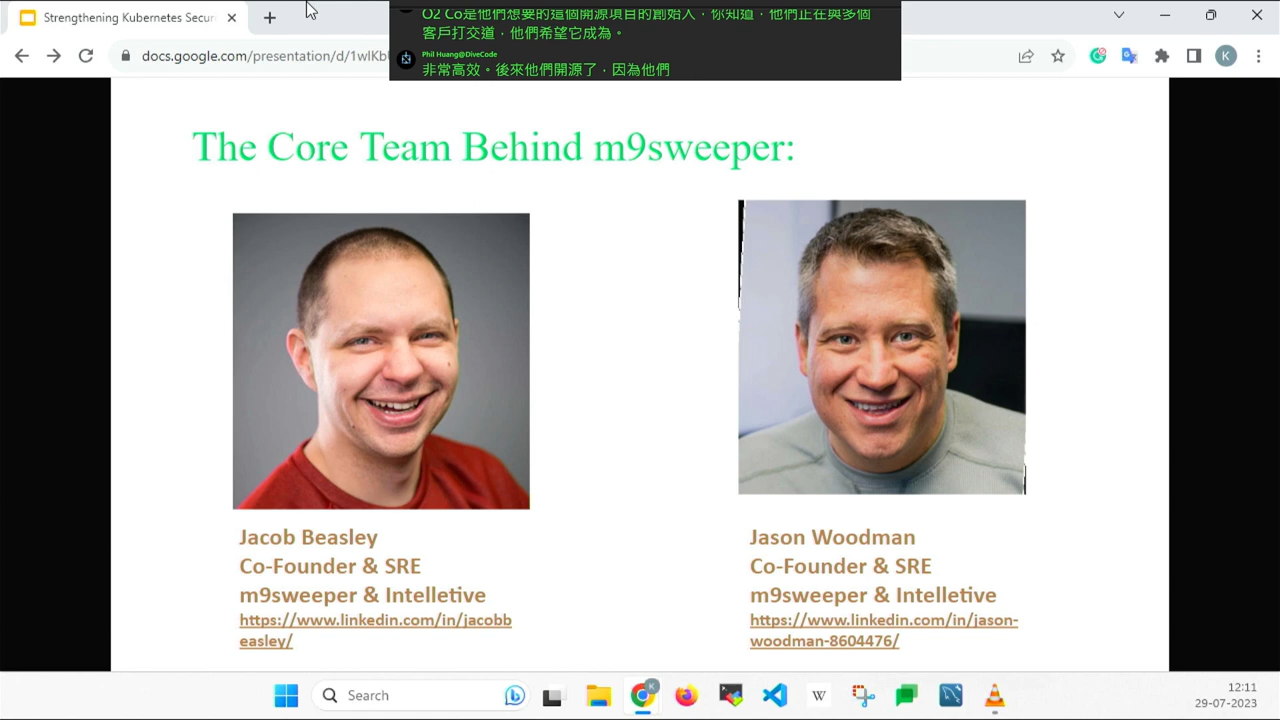 Strengthening Kubernetes Secur
O2 Co是他們想要的這個開源項目的創始人，你知道，他們正在與多個
客戶打交道，他們希望它成為。
docs.google.com/presentation/d/1wlKb
Phil Huang@DiveCode
非常高效。後來他們開源了，因為他們
K
The Core Team Behind m9sweeper:
Jacob Beasley
Co-Founder & SRE
m9sweeper & Intelletive
https://www.linkedin.com/in/jacobb
easley/
Jason Woodman
Co-Founder & SRE
m9sweeper & Intelletive
https://www.linkedin.com/in/jason-
woodman-8604476/
Search
K
W
12:11
29-07-2023